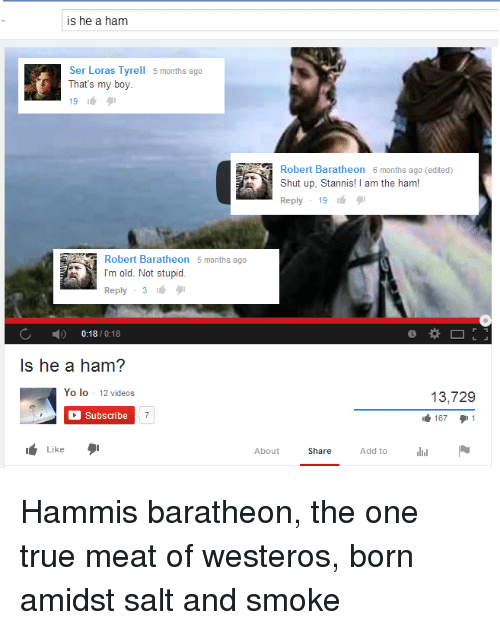 is he a ham
Ser Loras Tyrell 5 months ago
That's my boy.
19
Robert Baratheon 6 months ago (edited)
Shut up, Stannis! I am the ham!
Reply · 19
Robert Baratheon 5 months ago
I'm old. Not stupid.
Reply · 3
0:18 / 0:18
Is he a ham?
Yo lo · 12 videos
13,729
Subscribe 7
167 1
Like
About Share Add to
Hammis baratheon, the one
true meat of westeros, born
amidst salt and smoke